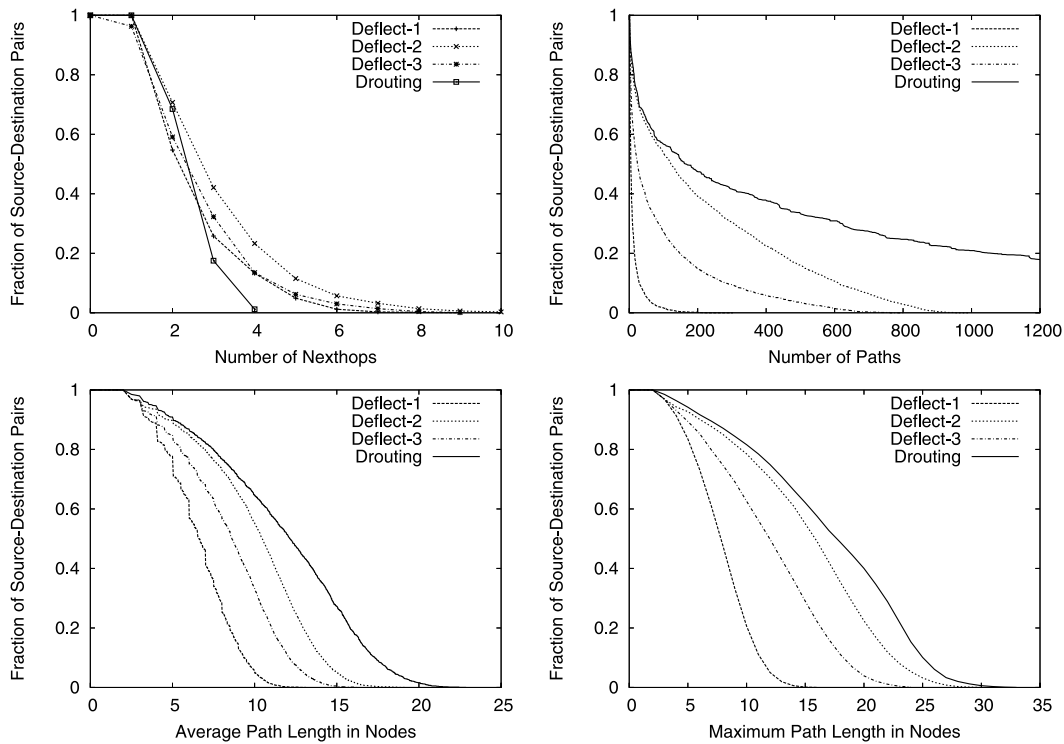 Fraction of Source-Destination Pairs
1
0.8
0.6
0.4
0.2
0
0 2 4 6 8 10
Number of Nexthops
Deflect-1
Deflect-2
Deflect-3
Drouting
Fraction of Source-Destination Pairs
1
0.8
0.6
0.4
0.2
0
0 200 400 600 800 1000 1200
Number of Paths
Deflect-1
Deflect-2
Deflect-3
Drouting
Fraction of Source-Destination Pairs
1
0.8
0.6
0.4
0.2
0
0 5 10 15 20 25
Average Path Length in Nodes
Deflect-1
Deflect-2
Deflect-3
Drouting
Fraction of Source-Destination Pairs
1
0.8
0.6
0.4
0.2
0
0 5 10 15 20 25 30 35
Maximum Path Length in Nodes
Deflect-1
Deflect-2
Deflect-3
Drouting